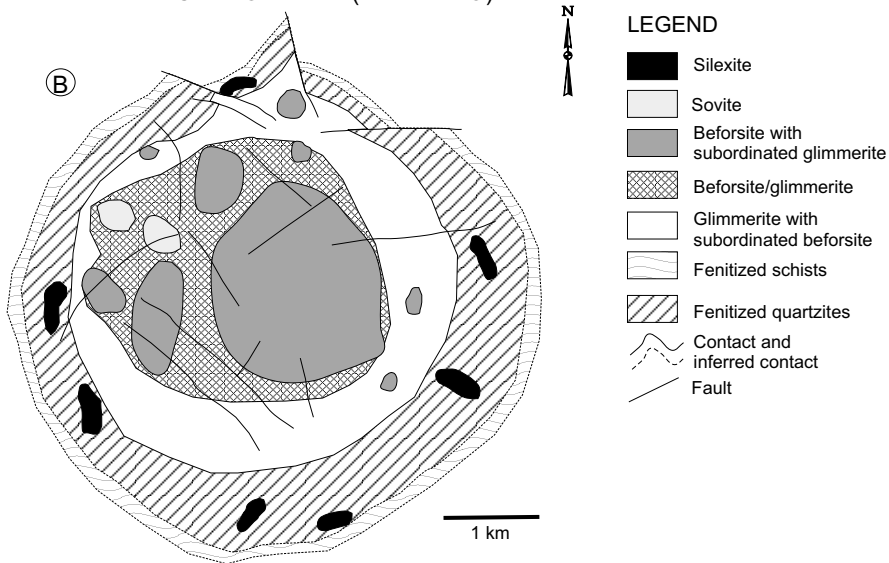 N
LEGEND
B
Silexite
Sovite
Beforsite with
subordinated glimmerite
Beforsite/glimmerite
Glimmerite with
subordinated beforsite
Fenitized schists
Fenitized quartzites
Contact and
inferred contact
Fault
1 km